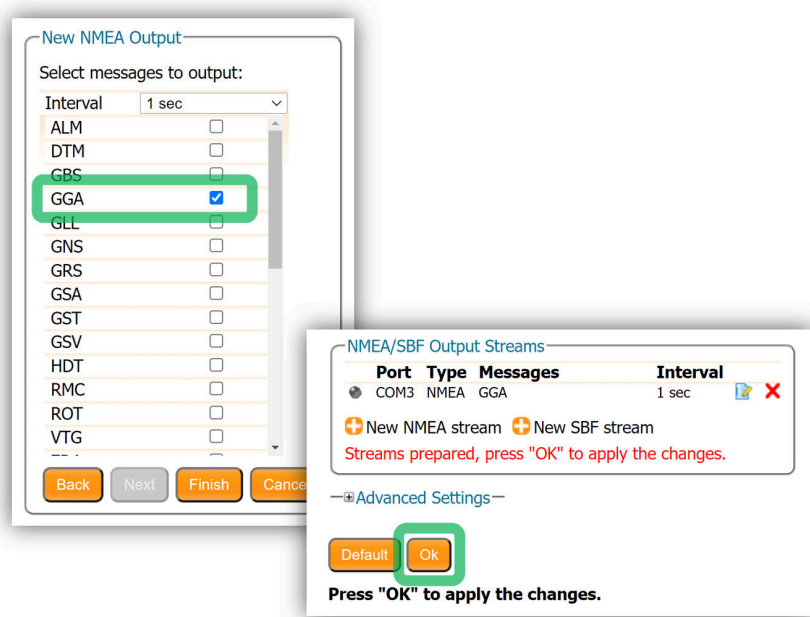 New NMEA Output
Select messages to output:
Interval 1 sec
ALM
DTM
GBS
GGA
GLL
GNS
GRS
GSA
GST
GSV
HDT
RMC
ROT
VTG
Back Next Finish Cance
NMEA/SBF Output Streams
Port Type Messages Interval
COM3 NMEA GGA 1 sec
New NMEA stream New SBF stream
Streams prepared, press "OK" to apply the changes.
Advanced Settings
Default Ok
Press "OK" to apply the changes.